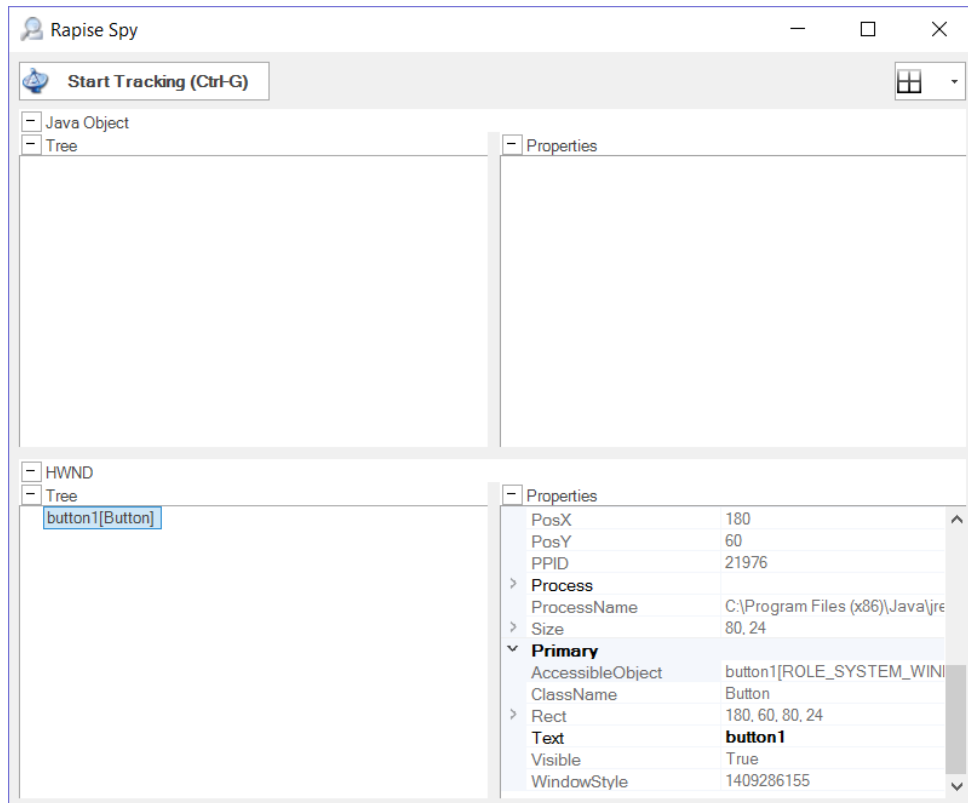 Rapise Spy
Start Tracking (Ctrl-G)
Java Object
Tree
Properties
HWND
Tree
button1[Button]
Properties
PosX 180
PosY 60
PPID 21976
Process
ProcessName C:\Program Files (x86)\Java\jre
Size 80, 24
Primary
AccessibleObject button1[ROLE_SYSTEM_WIN
ClassName Button
Rect 180, 60, 80, 24
Text button1
Visible True
WindowStyle 1409286155